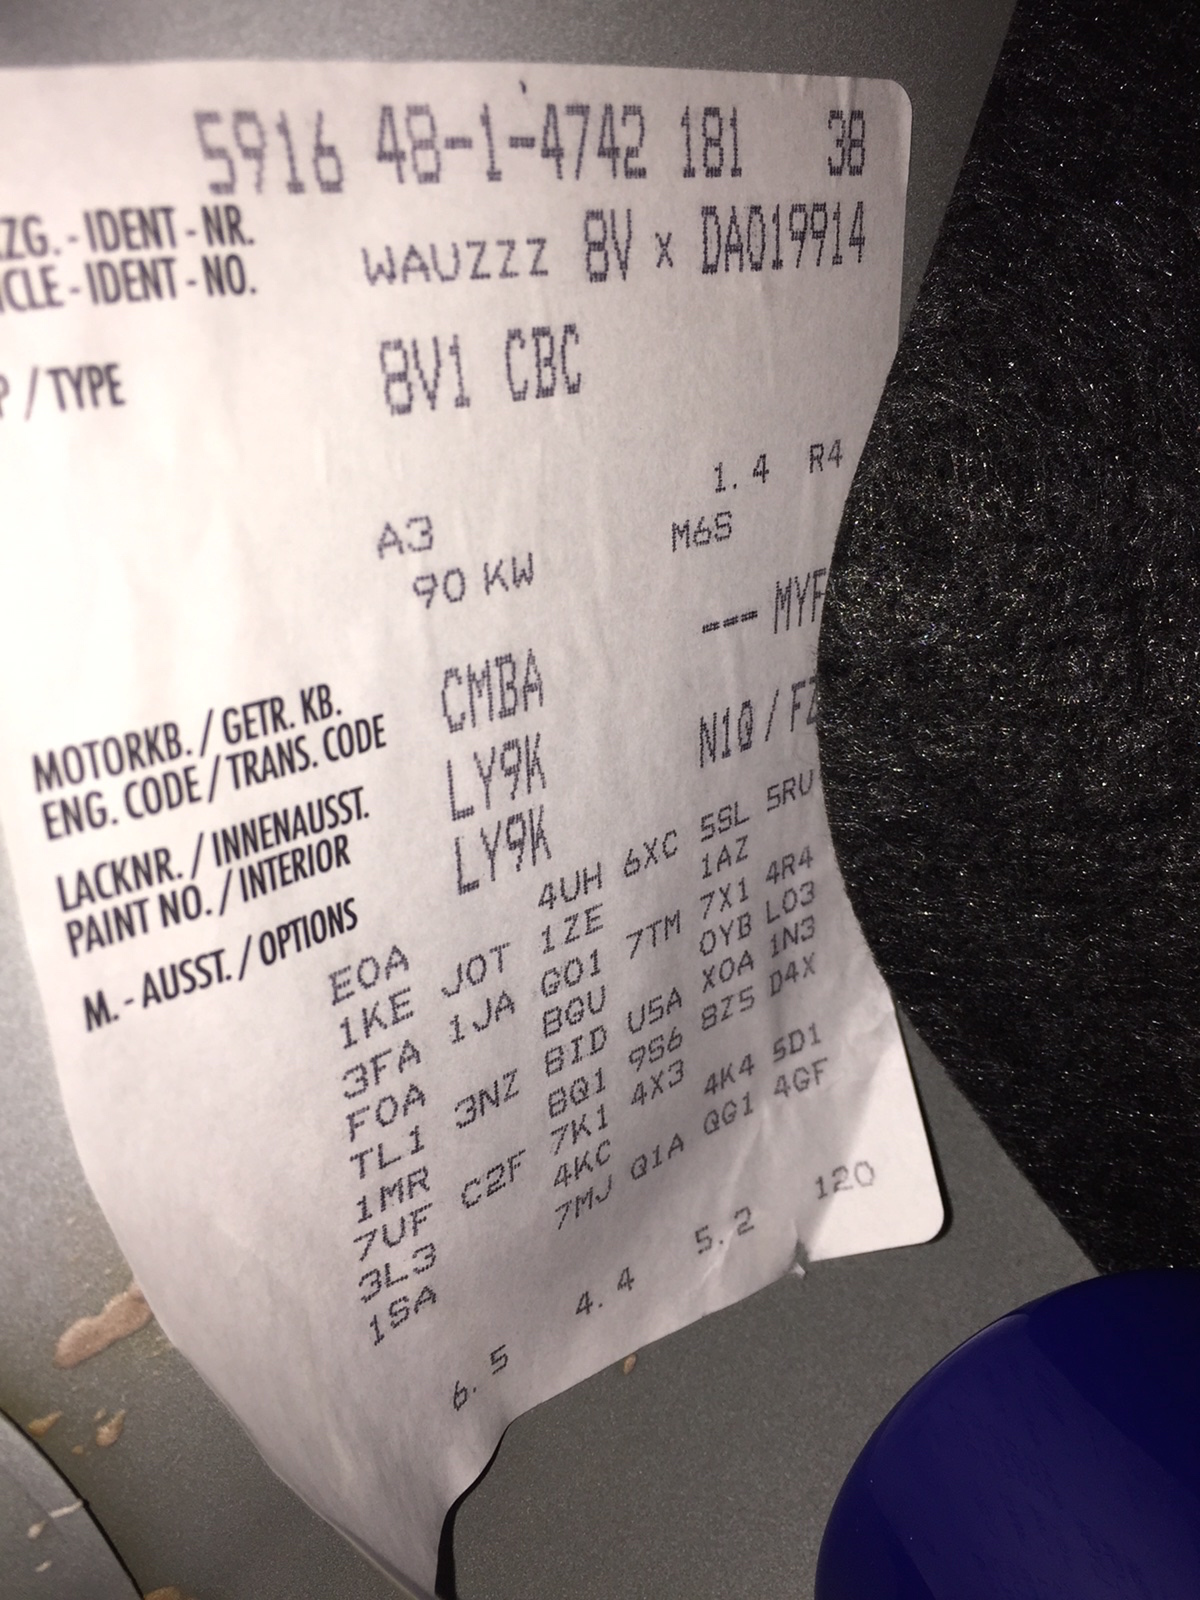 5916 48-1-4742 181 38
ZG. - IDENT - NR. WAUZZZ 8V x DA019914
CLE - IDENT - NO.
/ TYPE 8V1 CBC
1.4 R4
A3 M6S
90 KW
MOTORKB. / GETR. KB. CMBA --- MYF
ENG. CODE / TRANS. CODE
LACKNR. / INNENAUSST. LY9K N1Q / FZ
PAINT NO. / INTERIOR LY9K
M. - AUSST. / OPTIONS
E0A 4UH 6XC 5SL 5RU
1KE J0T 1ZE 1AZ
3FA 1JA G01 7TM 7X1 4R4
F0A 8GU 0YB L03
TL1 3NZ 8ID U5A X0A 1N3
1MR 8Q1 9S6 8Z5 D4X
7UF C2F 7K1 4X3
3L3 4KC 4K4 5D1
1SA 7MJ Q1A QG1 4GF
6.5 4.4 5.2 120